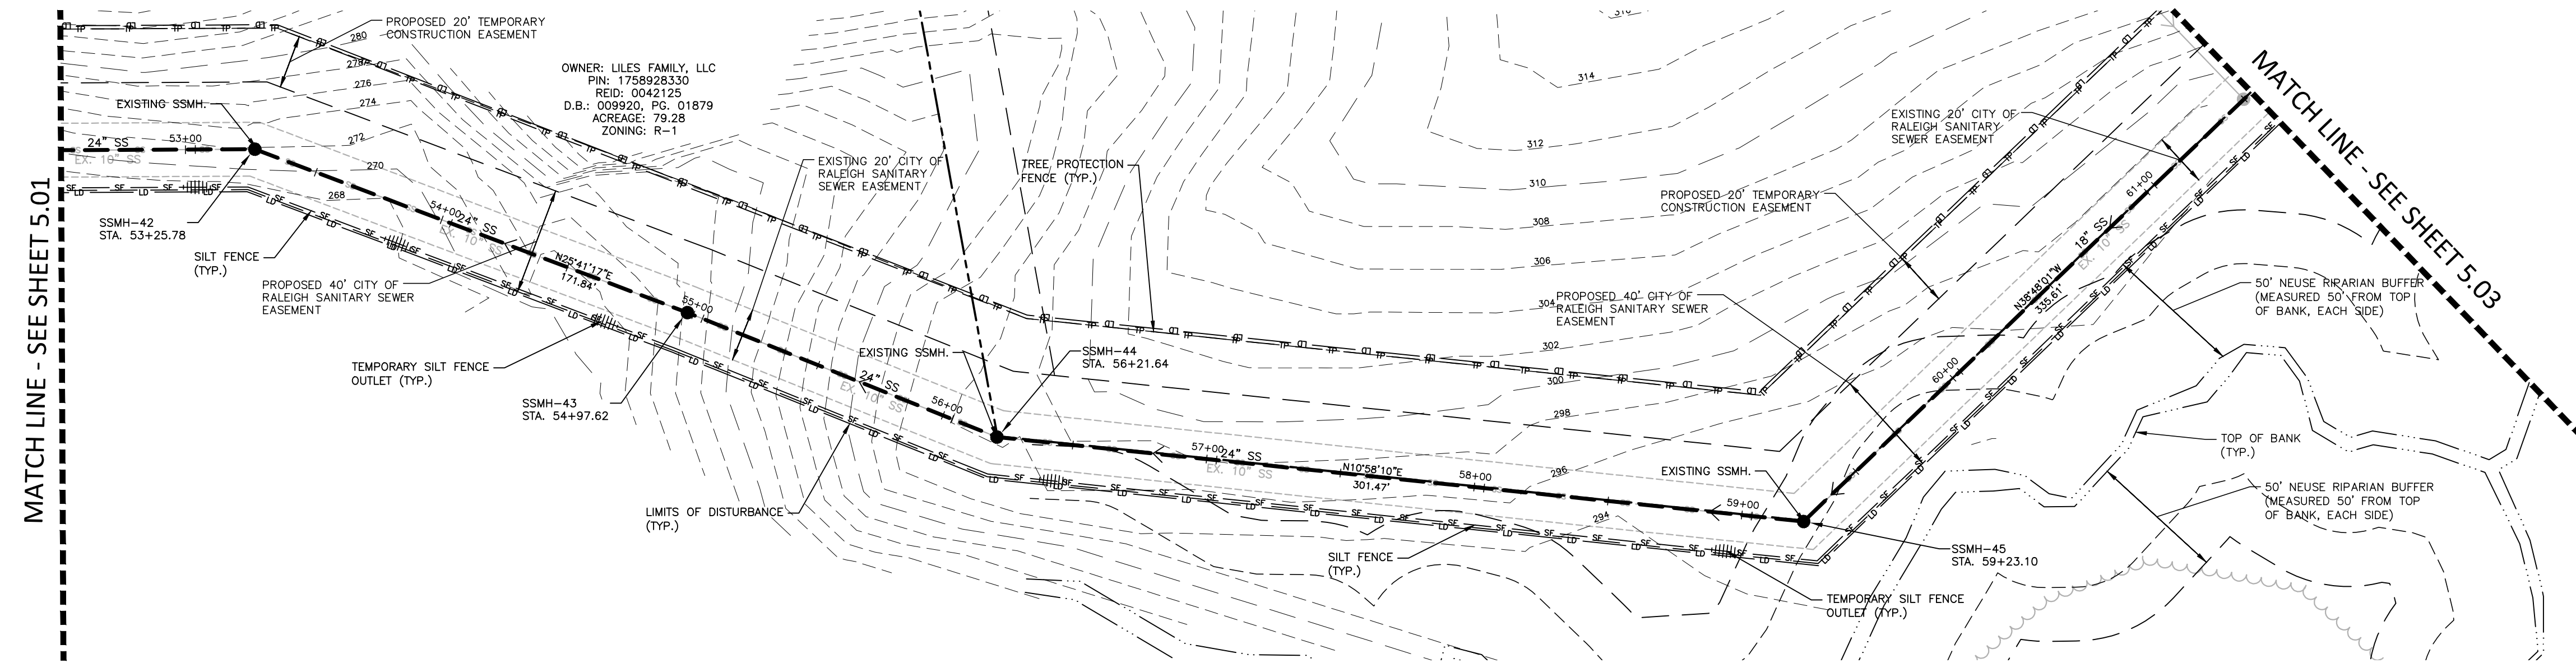 MATCH LINE - SEE SHEET 5.01
PROPOSED 20' TEMPORARY
CONSTRUCTION EASEMENT
280
278
276
274
272
270
268
EXISTING SSMH.
24" SS
EX. 10" SS
53+00
SSMH-42
STA. 53+25.78
SILT FENCE
(TYP.)
OWNER: LILES FAMILY, LLC
PIN: 1758928330
REID: 0042125
D.B.: 009920, PG. 01879
ACREAGE: 79.28
ZONING: R-1
54+00
24" SS
EX. 10" SS
N25°41'17"E
171.84'
PROPOSED 40' CITY OF
RALEIGH SANITARY SEWER
EASEMENT
TEMPORARY SILT FENCE
OUTLET (TYP.)
55+00
SSMH-43
STA. 54+97.62
EXISTING 20' CITY OF
RALEIGH SANITARY
SEWER EASEMENT
TREE PROTECTION
FENCE (TYP.)
EXISTING SSMH.
24" SS
EX. 10" SS
56+00
SSMH-44
STA. 56+21.64
LIMITS OF DISTURBANCE
(TYP.)
57+00
24" SS
EX. 10" SS
N10°58'10"E
301.47'
58+00
59+00
314
312
310
308
306
304
302
300
298
296
294
SILT FENCE
(TYP.)
EXISTING SSMH.
SSMH-45
STA. 59+23.10
TEMPORARY SILT FENCE
OUTLET (TYP.)
PROPOSED 40' CITY OF
RALEIGH SANITARY SEWER
EASEMENT
PROPOSED 20' TEMPORARY
CONSTRUCTION EASEMENT
EXISTING 20' CITY OF
RALEIGH SANITARY
SEWER EASEMENT
60+00
N38°48'01"W
335.61'
18" SS
EX. 10" SS
61+00
MATCH LINE - SEE SHEET 5.03
50' NEUSE RIPARIAN BUFFER
(MEASURED 50' FROM TOP
OF BANK, EACH SIDE)
TOP OF BANK
(TYP.)
50' NEUSE RIPARIAN BUFFER
(MEASURED 50' FROM TOP
OF BANK, EACH SIDE)